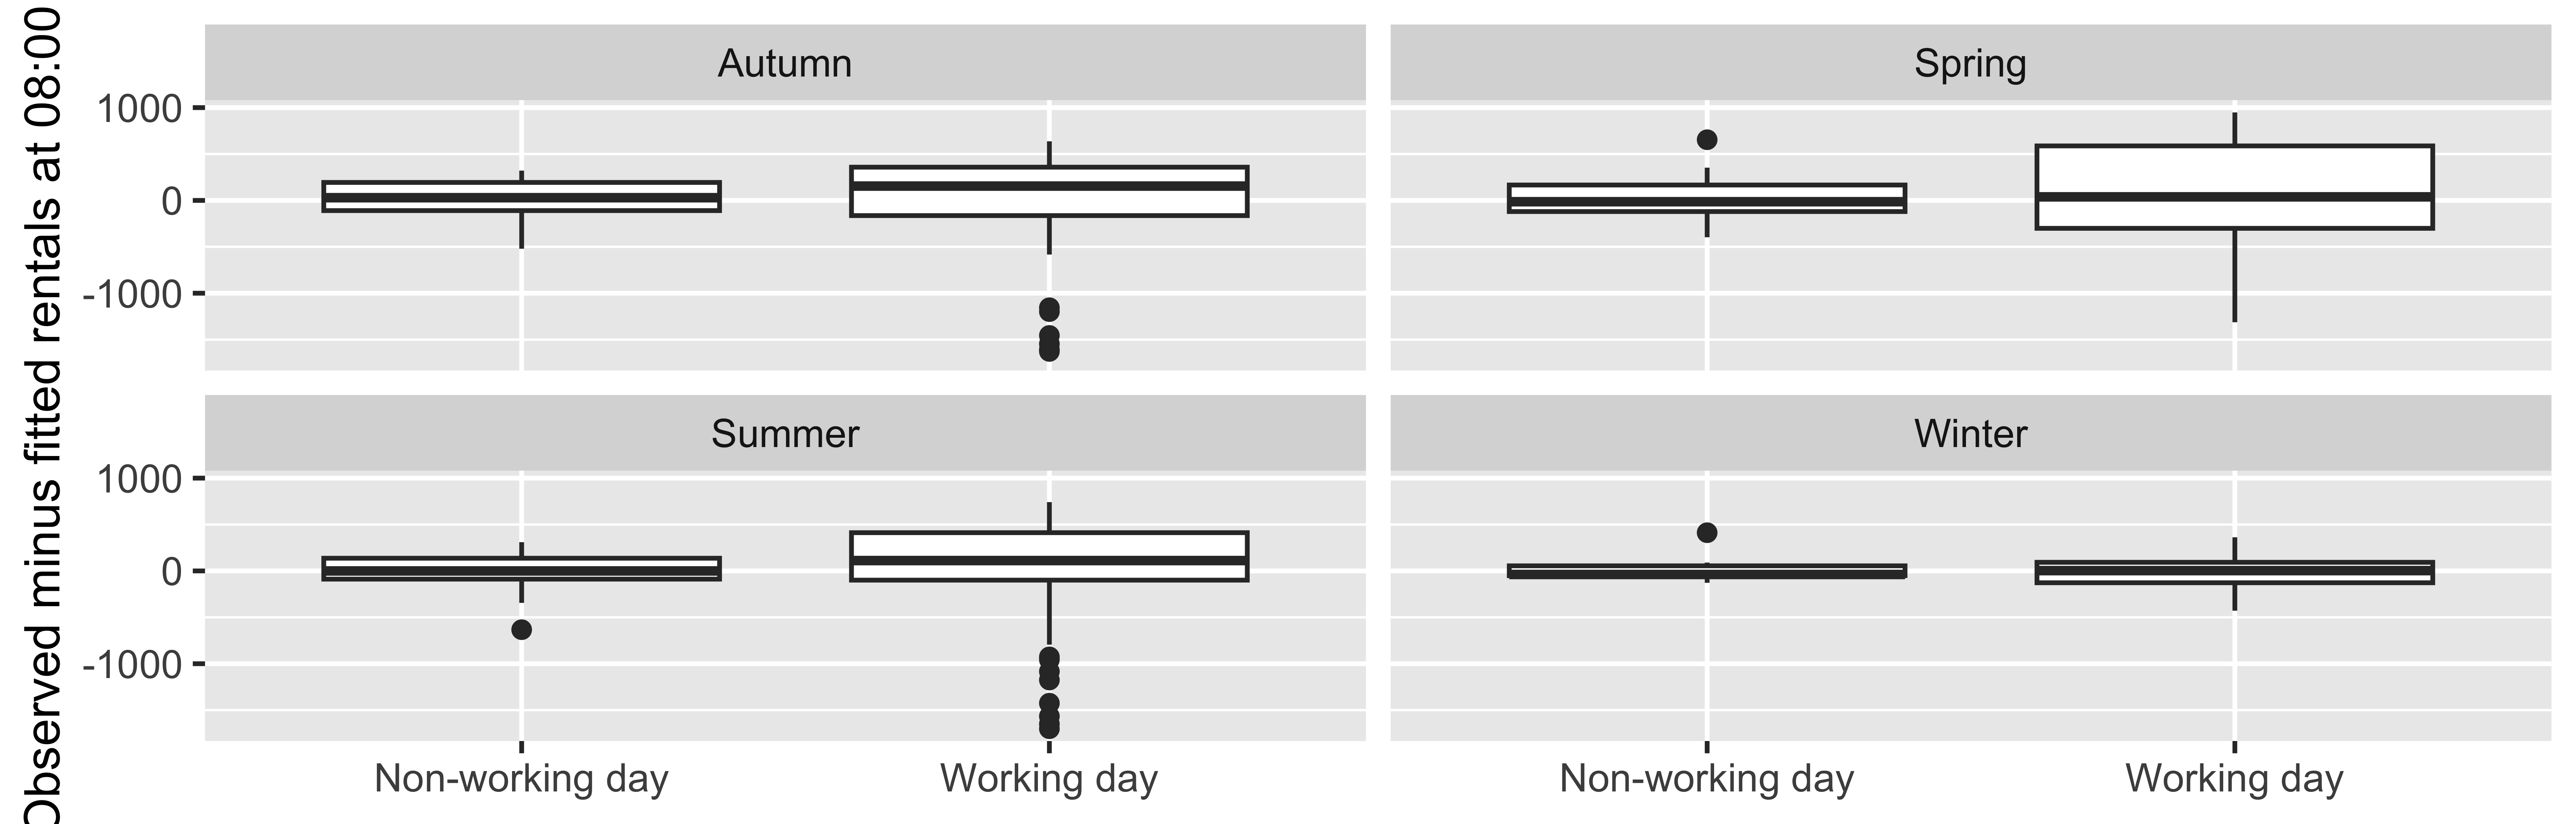 Observed minus fitted rentals at 08:00
Autumn
Spring
1000
0
-1000
Summer
Winter
1000
0
-1000
Non-working day
Working day
Non-working day
Working day